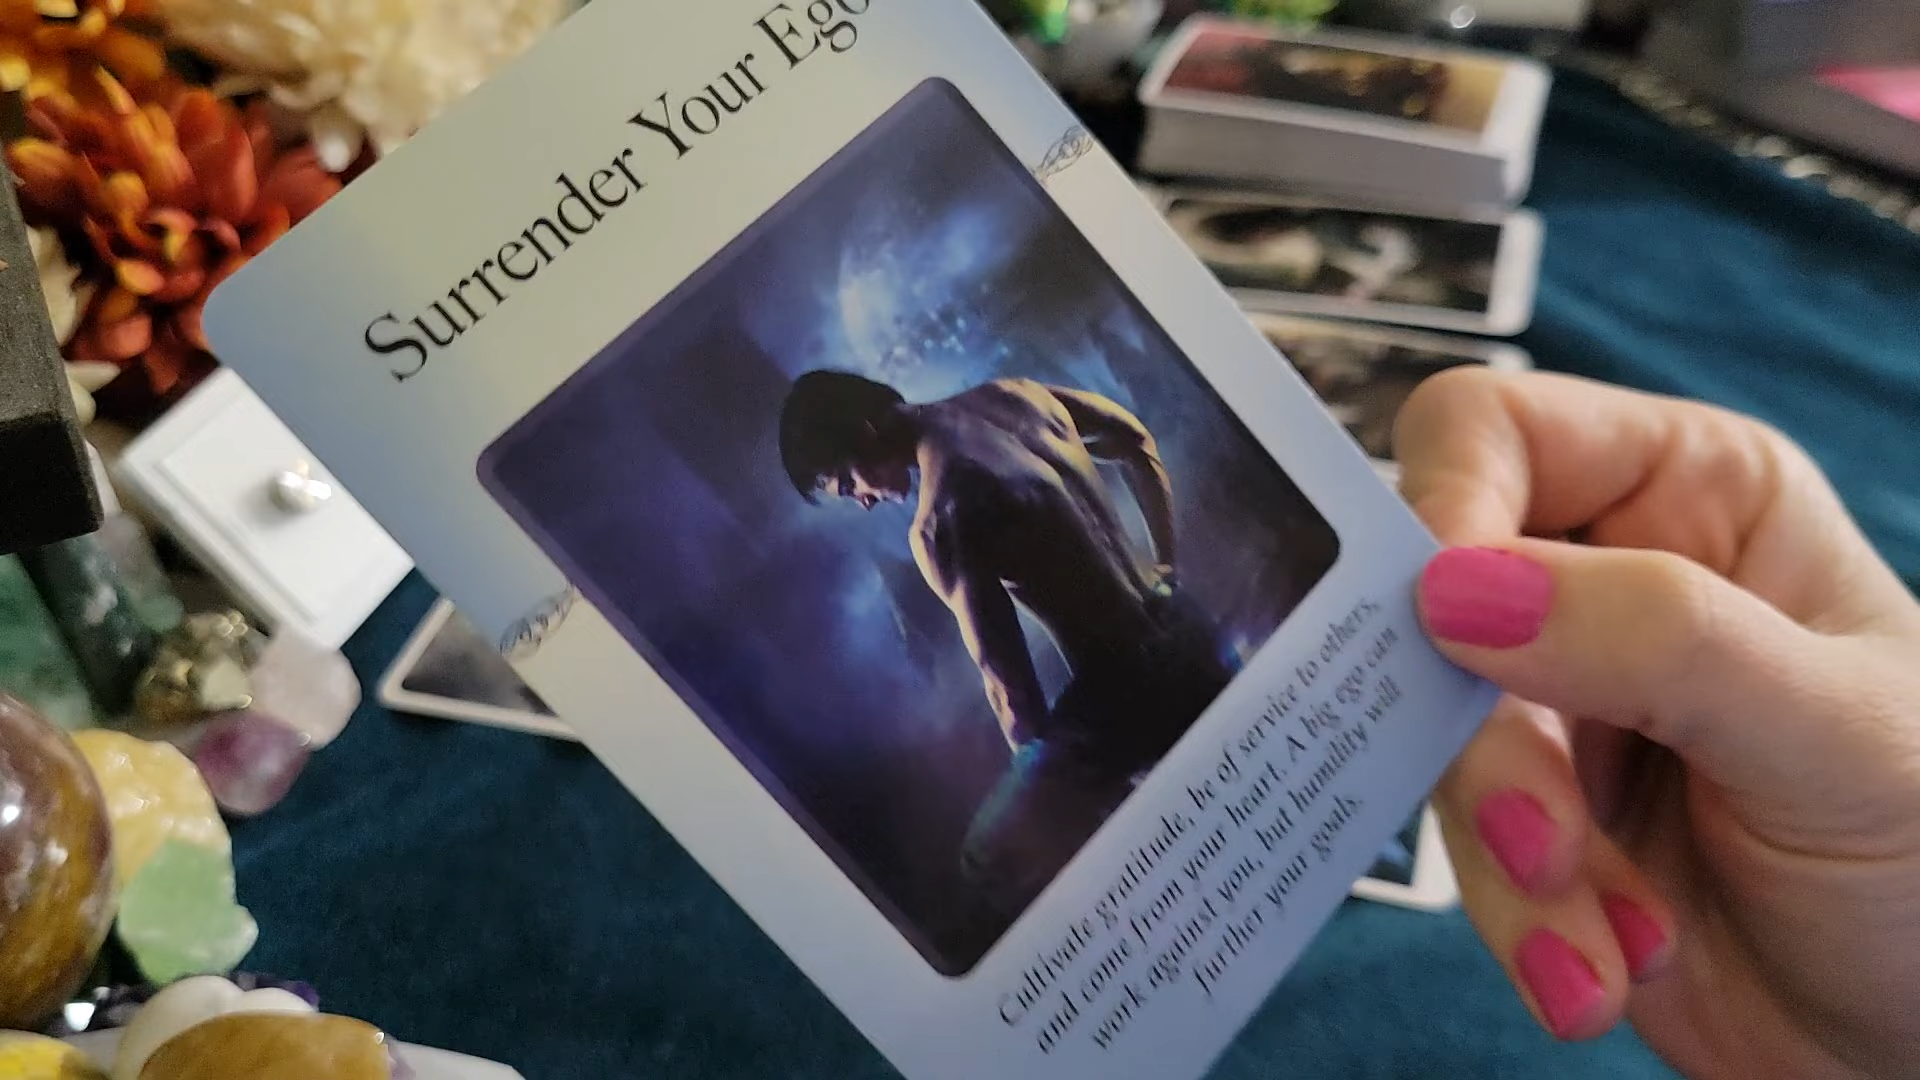 Surrender Your Ego
Cultivate gratitude, be of service to others,
and come from your heart. A big ego can
work against you, but humility will
further your goals.